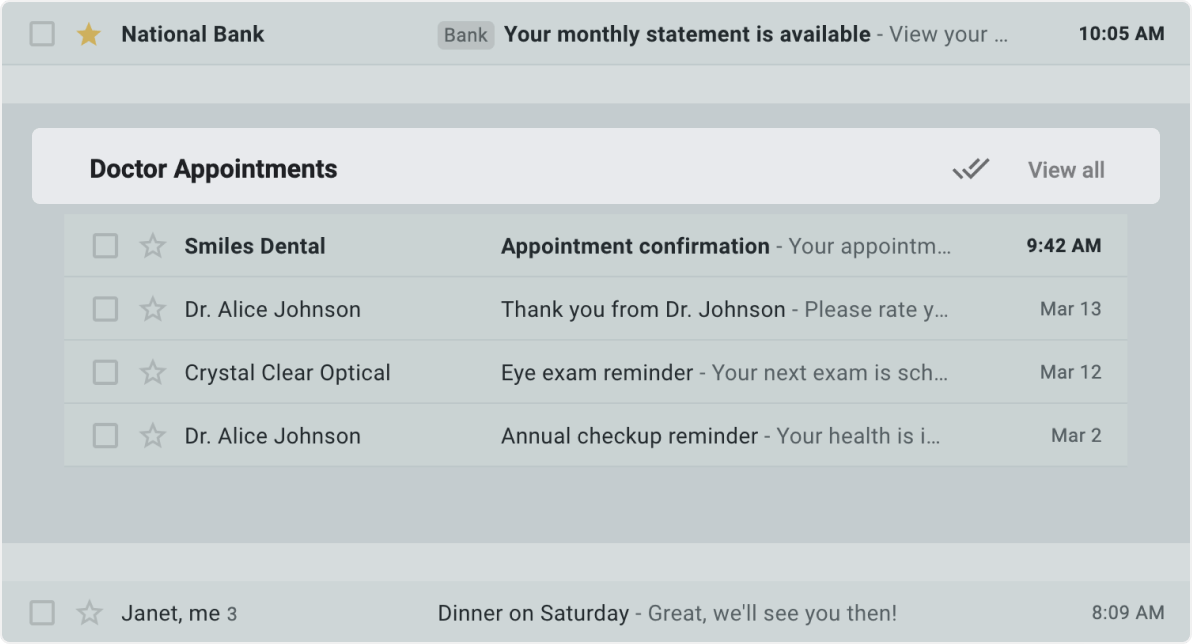 National Bank Bank Your monthly statement is available - View your ... 10:05 AM
Doctor Appointments View all
Smiles Dental Appointment confirmation - Your appointm... 9:42 AM
Dr. Alice Johnson Thank you from Dr. Johnson - Please rate y... Mar 13
Crystal Clear Optical Eye exam reminder - Your next exam is sch... Mar 12
Dr. Alice Johnson Annual checkup reminder - Your health is i... Mar 2
Janet, me 3 Dinner on Saturday - Great, we'll see you then! 8:09 AM